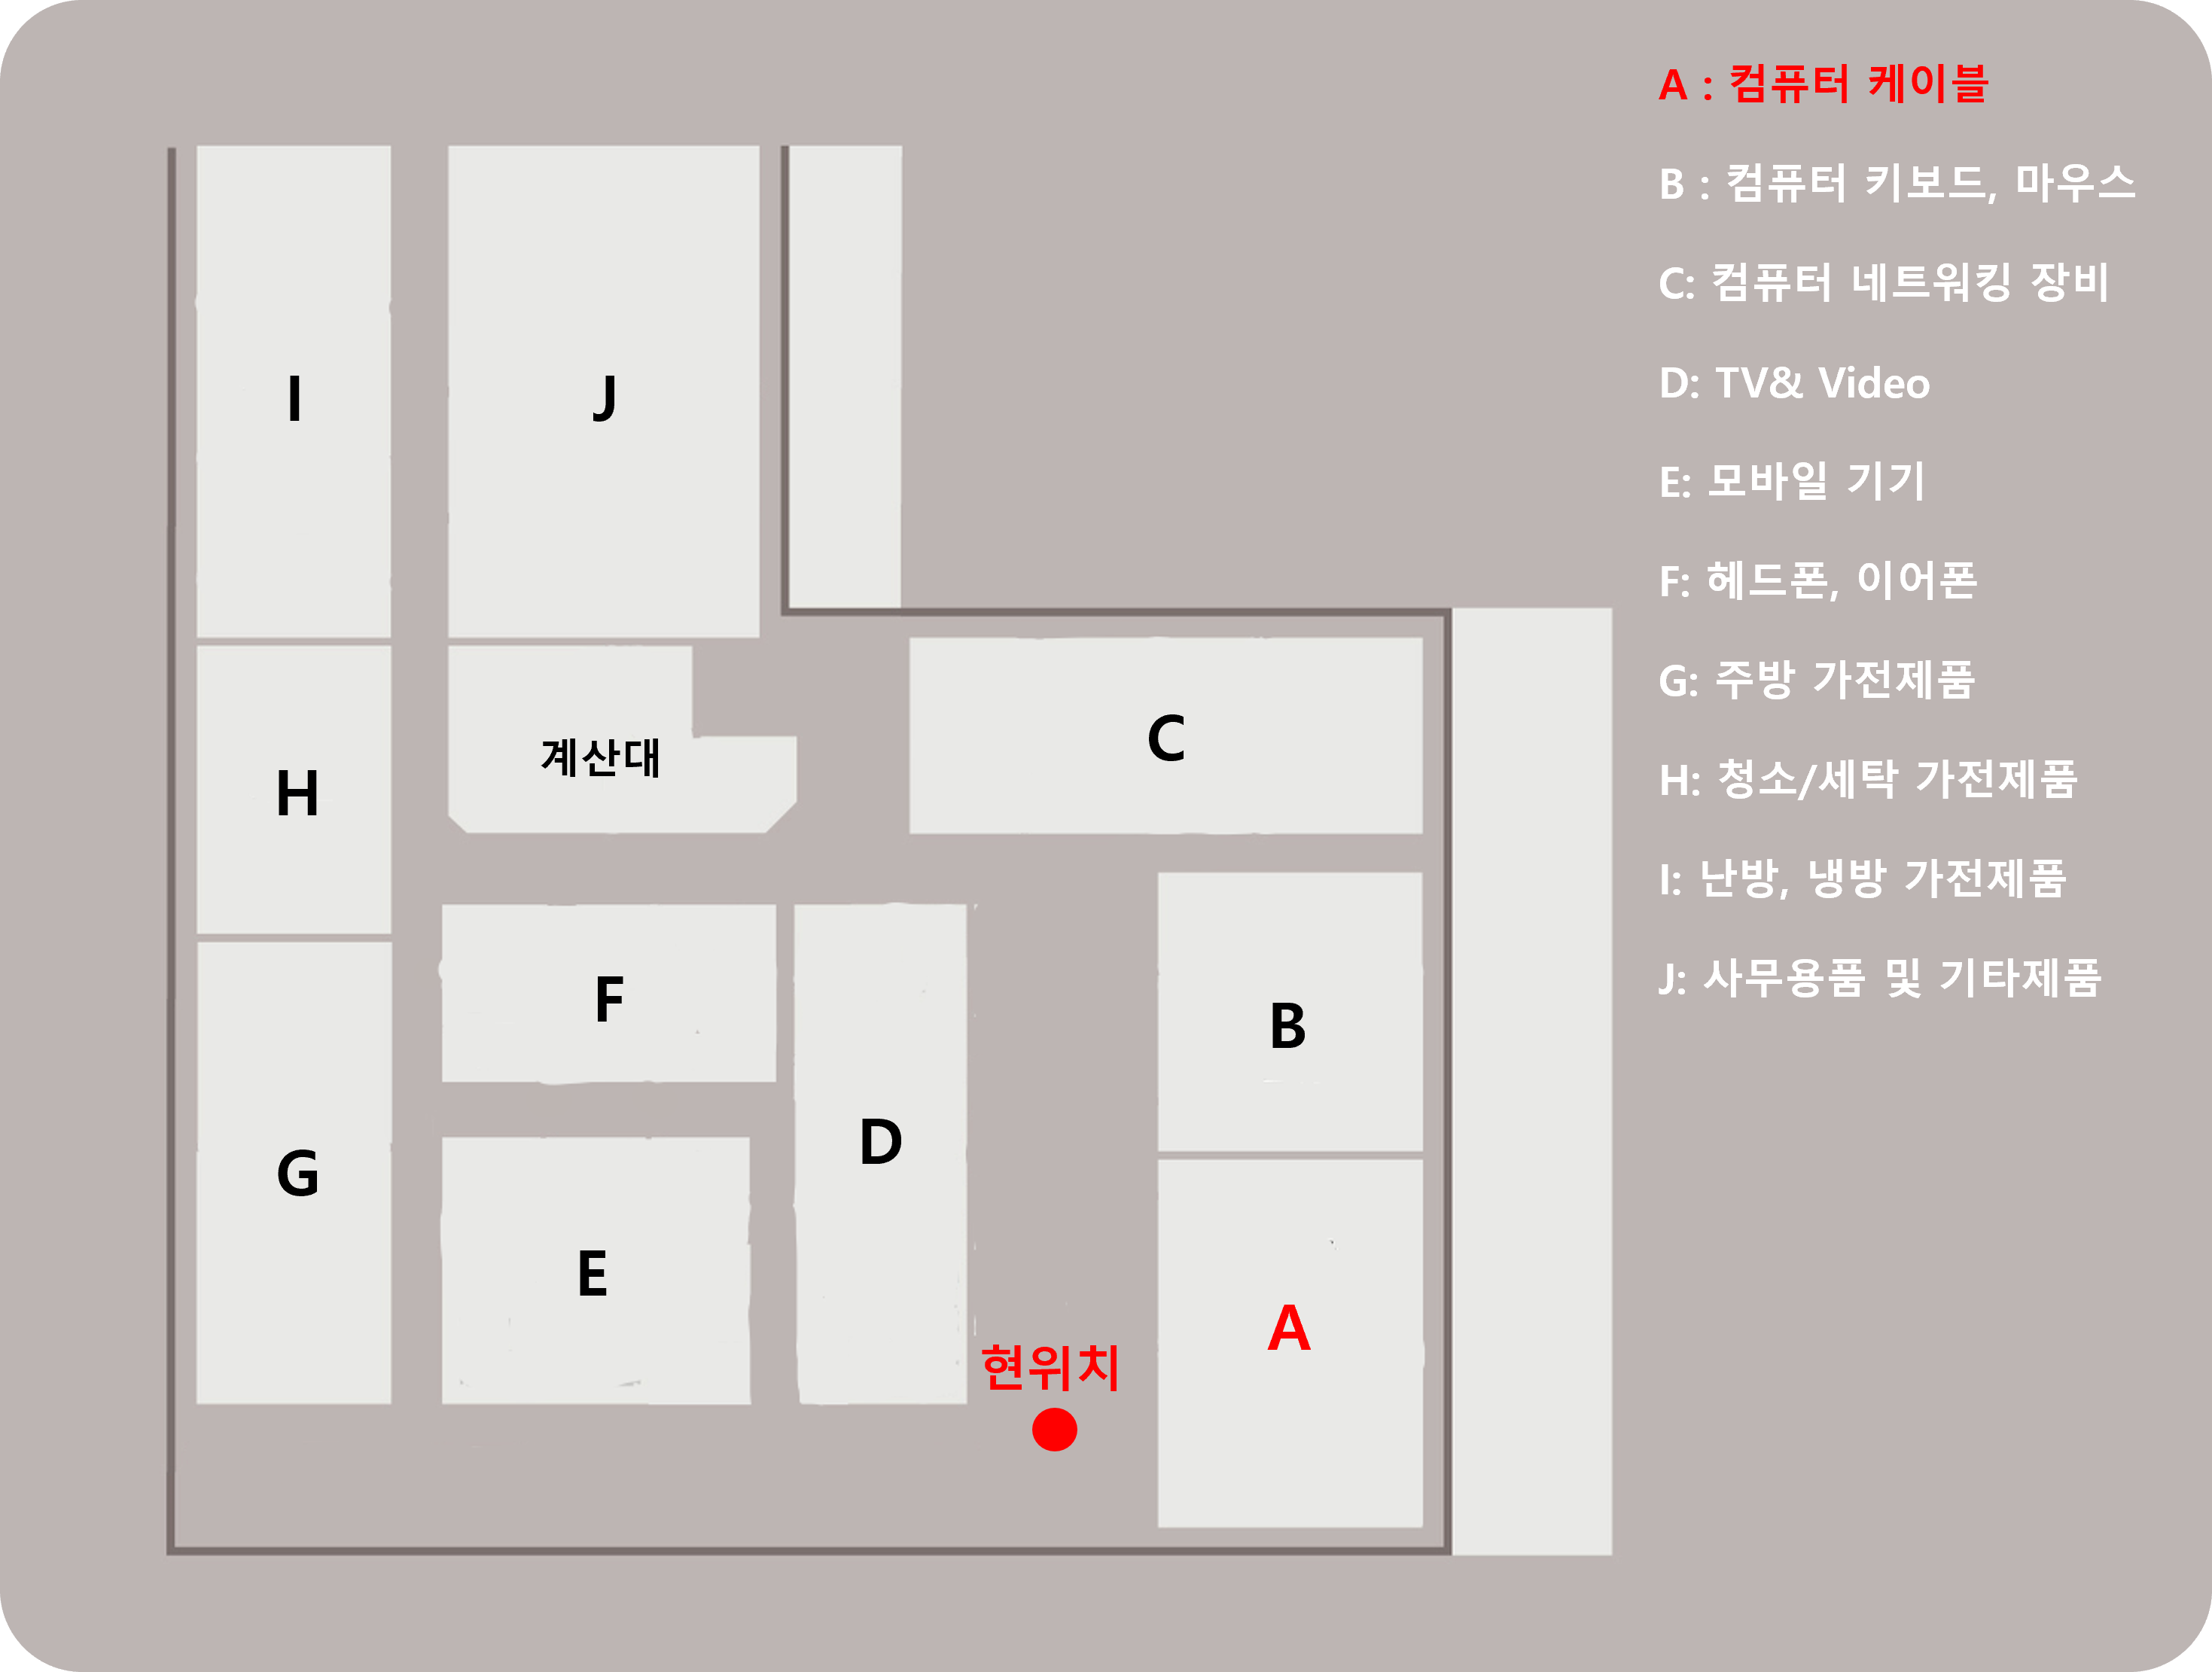 A : 컴퓨터 케이블
B : 컴퓨터 키보드, 마우스
C: 컴퓨터 네트워킹 장비
D: TV& Video
E: 모바일 기기
F: 헤드폰, 이어폰
G: 주방 가전제품
H: 청소/세탁 가전제품
I: 난방, 냉방 가전제품
J: 사무용품 및 기타제품
I
J
계산대
C
H
F
B
D
G
E
A
현위치